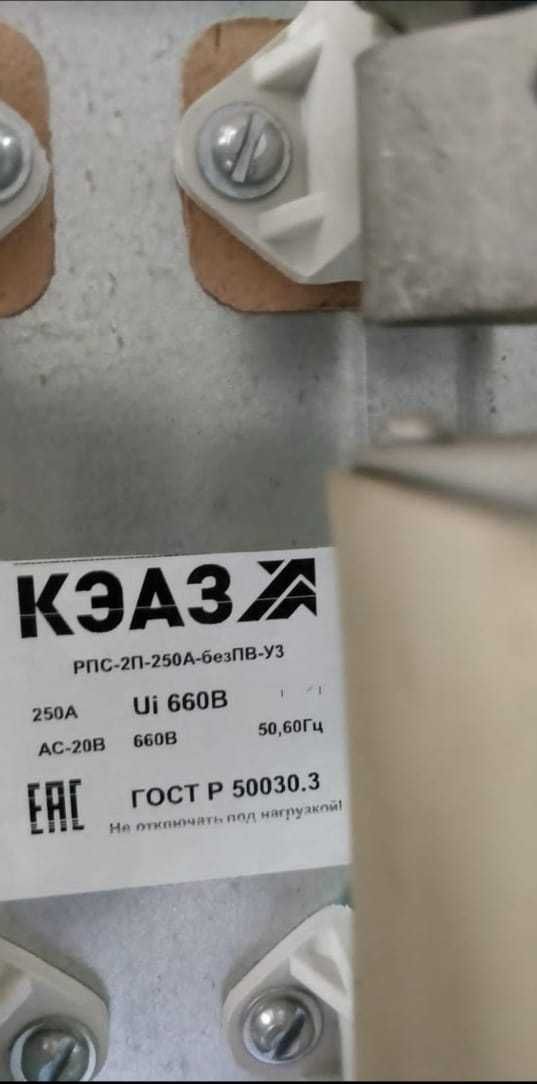 КЭАЗ
РПС-2П-250А-безПВ-У3
250А Ui 660В
АС-20В 660В 50,60Гц
ЕАС ГОСТ Р 50030.3
Не отключать под нагрузкой!